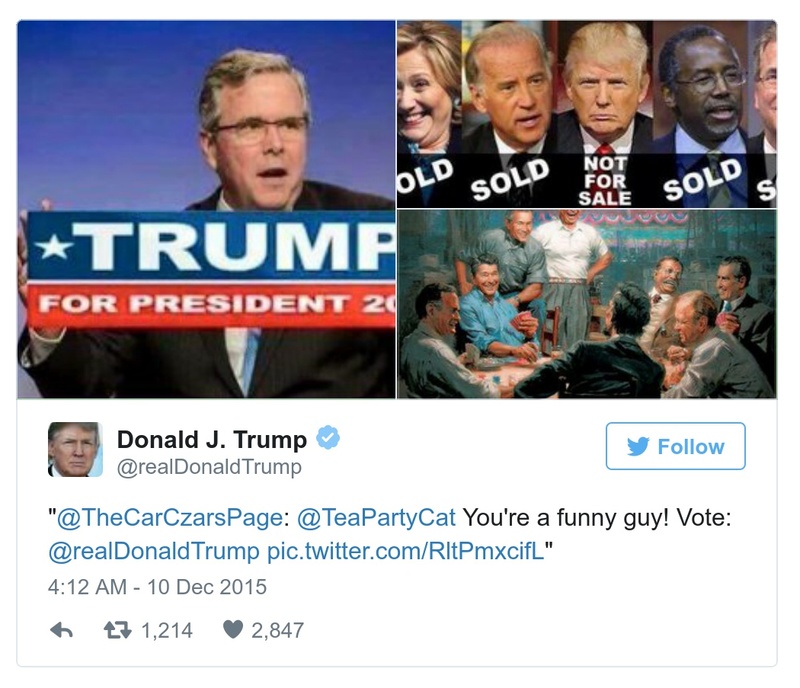 ★TRUMP
FOR PRESIDENT 20
OLD
SOLD
NOT
FOR
SALE
SOLD
S
Donald J. Trump
@realDonaldTrump
Follow
"@TheCarCzarsPage: @TeaPartyCat You're a funny guy! Vote:
@realDonaldTrump pic.twitter.com/RltPmxcifL"
4:12 AM - 10 Dec 2015
1,214 2,847